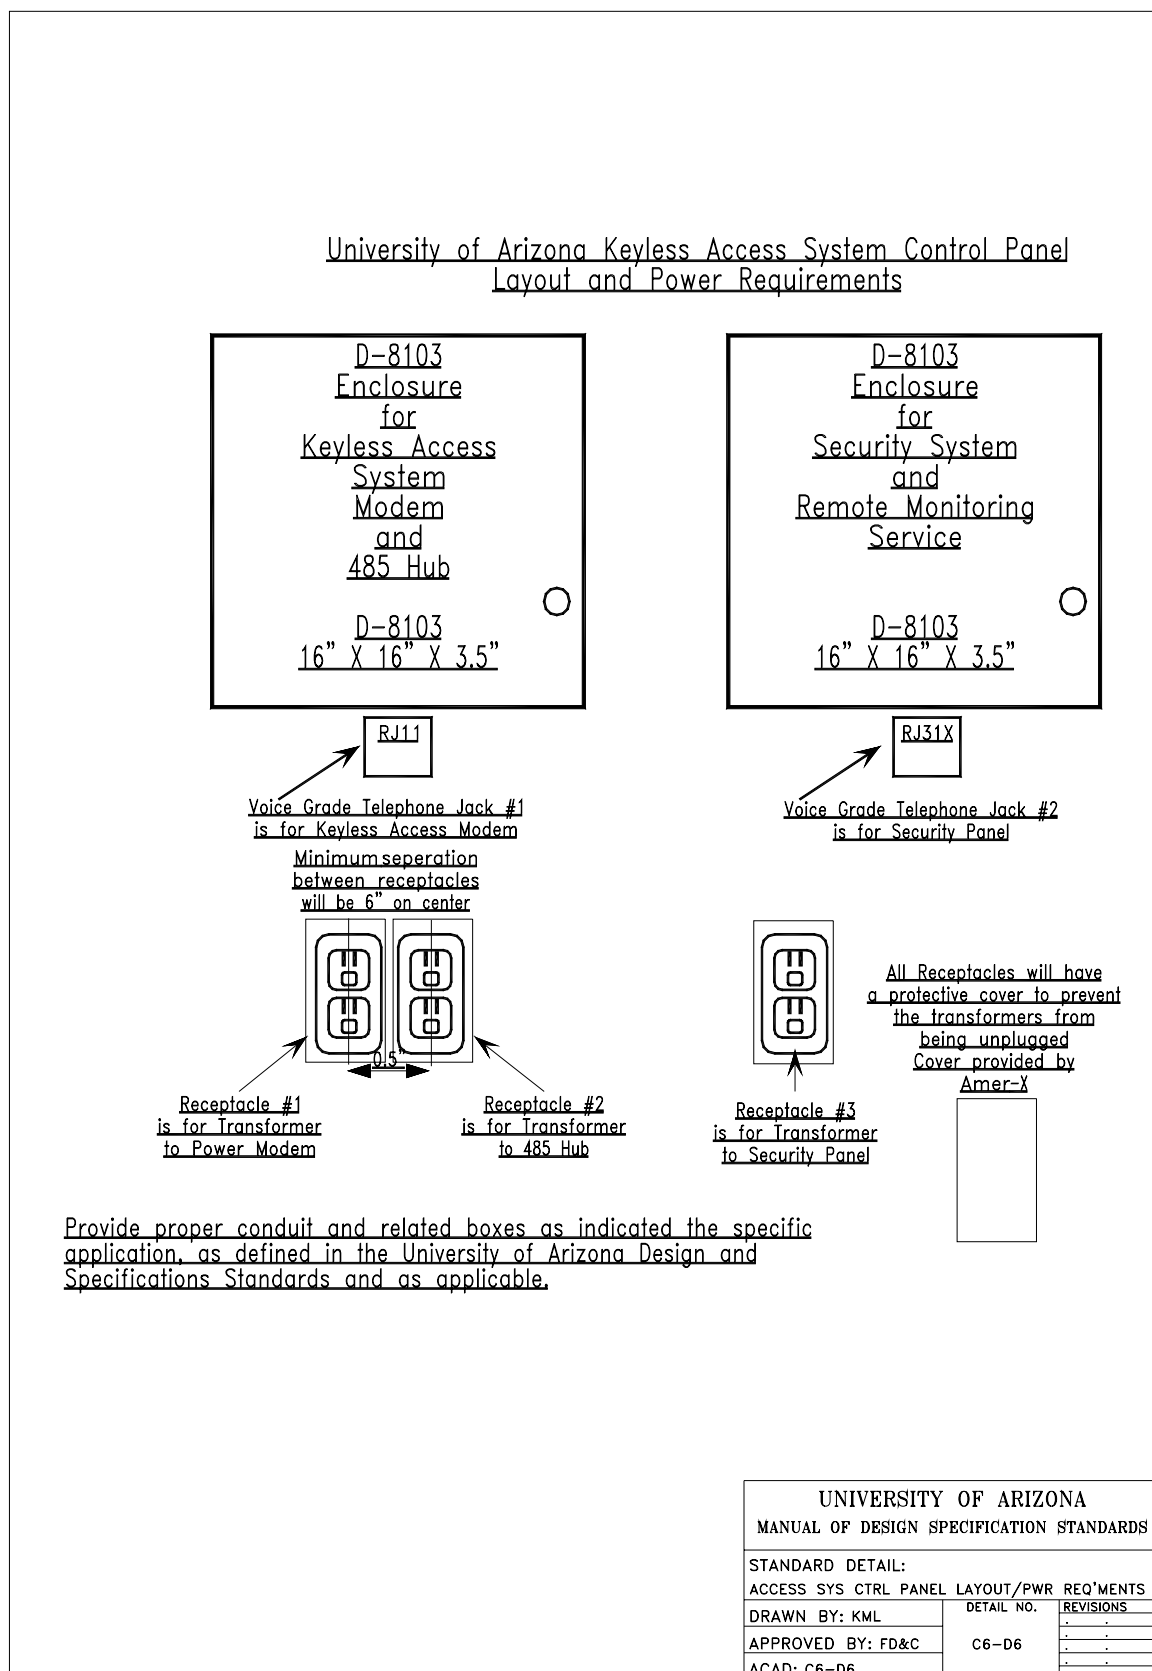 University of Arizona Keyless Access System Control Panel
Layout and Power Requirements
D-8103
Enclosure
for
Keyless Access
System
Modem
and
485 Hub
D-8103
16" X 16" X 3.5"
D-8103
Enclosure
for
Security System
and
Remote Monitoring
Service
D-8103
16" X 16" X 3.5"
RJ11
RJ31X
Voice Grade Telephone Jack #1
is for Keyless Access Modem
Voice Grade Telephone Jack #2
is for Security Panel
Minimum seperation
between receptacles
will be 6" on center
0.5"
All Receptacles will have
a protective cover to prevent
the transformers from
being unplugged
Cover provided by
Amer-X
Receptacle #1
is for Transformer
to Power Modem
Receptacle #2
is for Transformer
to 485 Hub
Receptacle #3
is for Transformer
to Security Panel
Provide proper conduit and related boxes as indicated the specific
application, as defined in the University of Arizona Design and
Specifications Standards and as applicable.
UNIVERSITY OF ARIZONA
MANUAL OF DESIGN SPECIFICATION STANDARDS
STANDARD DETAIL:
ACCESS SYS CTRL PANEL LAYOUT/PWR REQ'MENTS
DRAWN BY: KML
DETAIL NO.
REVISIONS
APPROVED BY: FD&C
C6-D6
ACAD: C6-D6